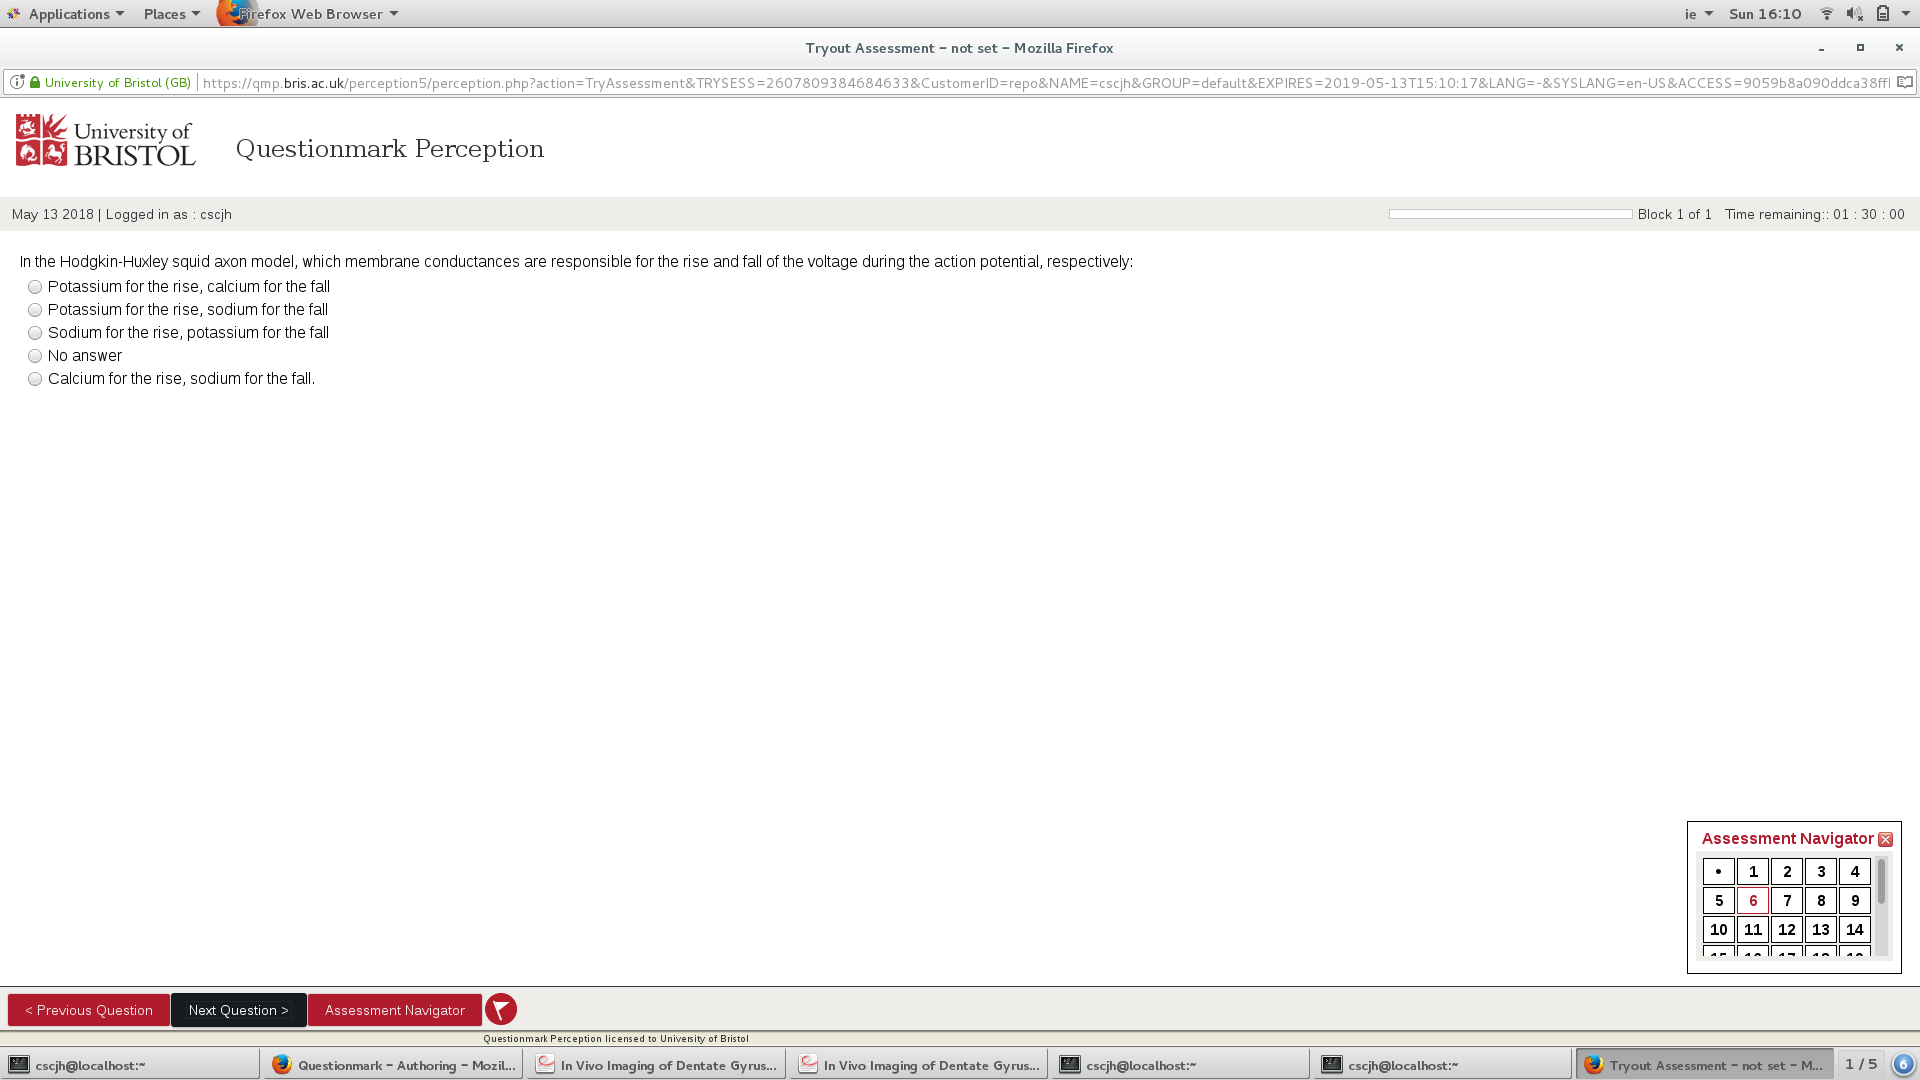 Applications Places Firefox Web Browser ie Sun 16:10
Tryout Assessment - not set - Mozilla Firefox
University of Bristol (GB) https://qmp.bris.ac.uk/perception5/perception.php?action=TryAssessment&TRYSESS=2607809384684633&CustomerID=repo&NAME=cscjh&GROUP=default&EXPIRES=2019-05-13T15:10:17&LANG=-&SYSLANG=en-US&ACCESS=9059b8a090ddca38ffl
University of
BRISTOL
Questionmark Perception
May 13 2018 | Logged in as : cscjh Block 1 of 1 Time remaining:: 01 : 30 : 00
In the Hodgkin-Huxley squid axon model, which membrane conductances are responsible for the rise and fall of the voltage during the action potential, respectively:
Potassium for the rise, calcium for the fall
Potassium for the rise, sodium for the fall
Sodium for the rise, potassium for the fall
No answer
Calcium for the rise, sodium for the fall.
Assessment Navigator
• 1 2 3 4
5 6 7 8 9
10 11 12 13 14
15 16 17 18 19
< Previous Question Next Question > Assessment Navigator
Questionmark Perception licensed to University of Bristol
cscjh@localhost:~ Questionmark - Authoring - Mozil... In Vivo Imaging of Dentate Gyrus... In Vivo Imaging of Dentate Gyrus... cscjh@localhost:~ cscjh@localhost:~ Tryout Assessment - not set - M... 1 / 5 6